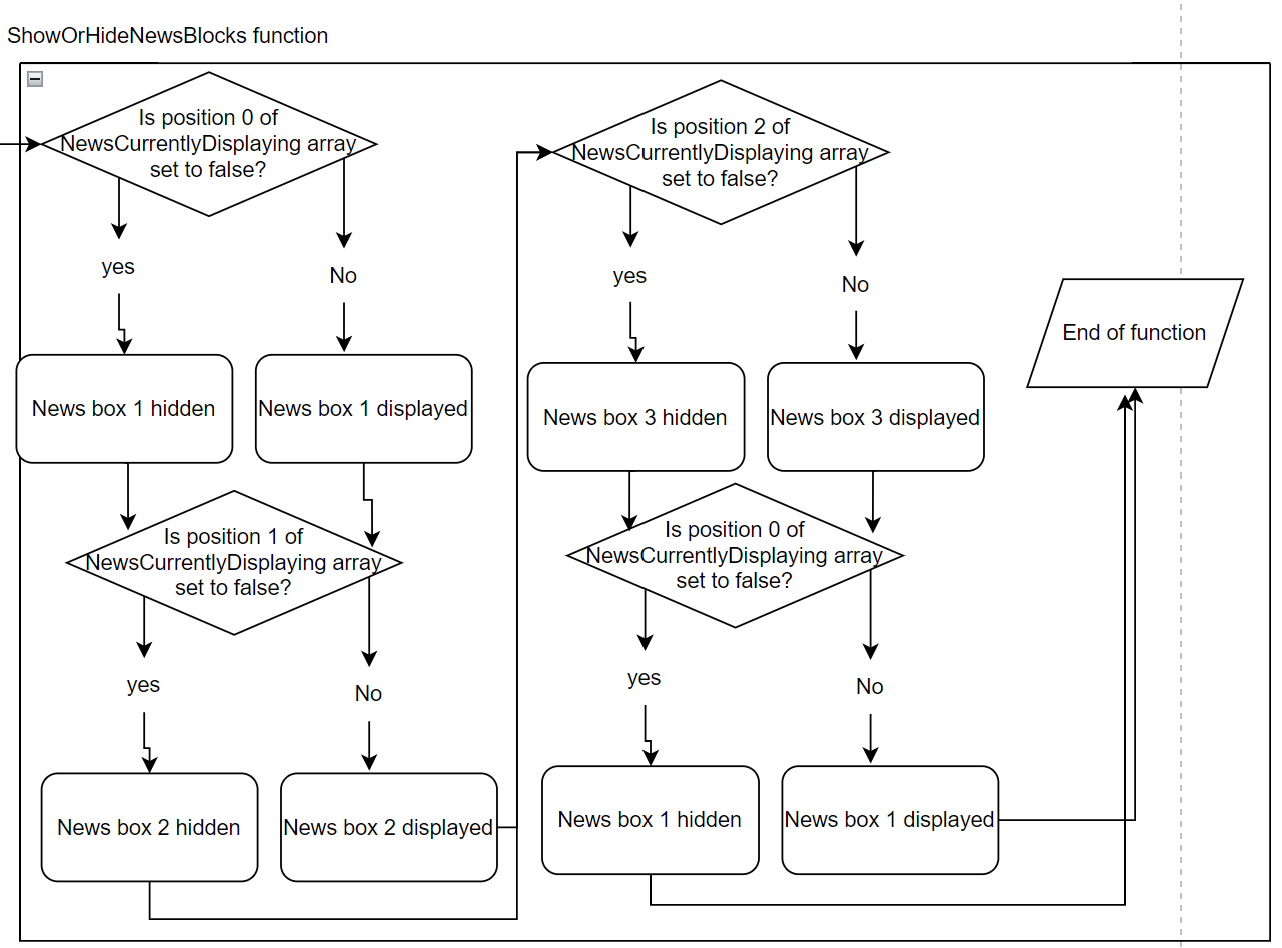 ShowOrHideNewsBlocks function
Is position 0 of
NewsCurrentlyDisplaying array
set to false?
yes
No
News box 1 hidden
News box 1 displayed
Is position 1 of
NewsCurrentlyDisplaying array
set to false?
yes
No
News box 2 hidden
News box 2 displayed
Is position 2 of
NewsCurrentlyDisplaying array
set to false?
yes
No
News box 3 hidden
News box 3 displayed
Is position 0 of
NewsCurrentlyDisplaying array
set to false?
yes
No
News box 1 hidden
News box 1 displayed
End of function